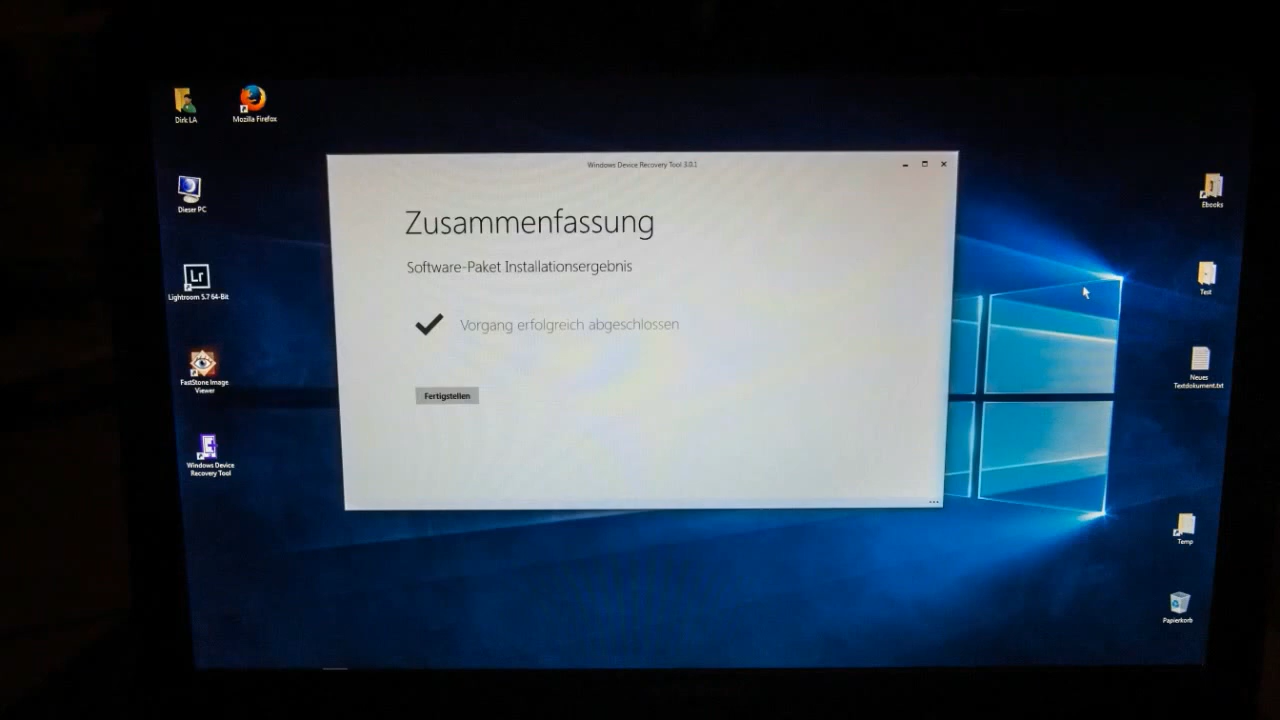 Dirk LA
Mozilla Firefox
Dieser PC
Lr
Lightroom 5.7 64-Bit
FastStone Image
Viewer
Windows Device
Recovery Tool
Windows Device Recovery Tool 3.0.1
Zusammenfassung
Software-Paket Installationsergebnis
Vorgang erfolgreich abgeschlossen
Fertigstellen
Ebooks
Test
Neues
Textdokument.txt
Temp
Papierkorb